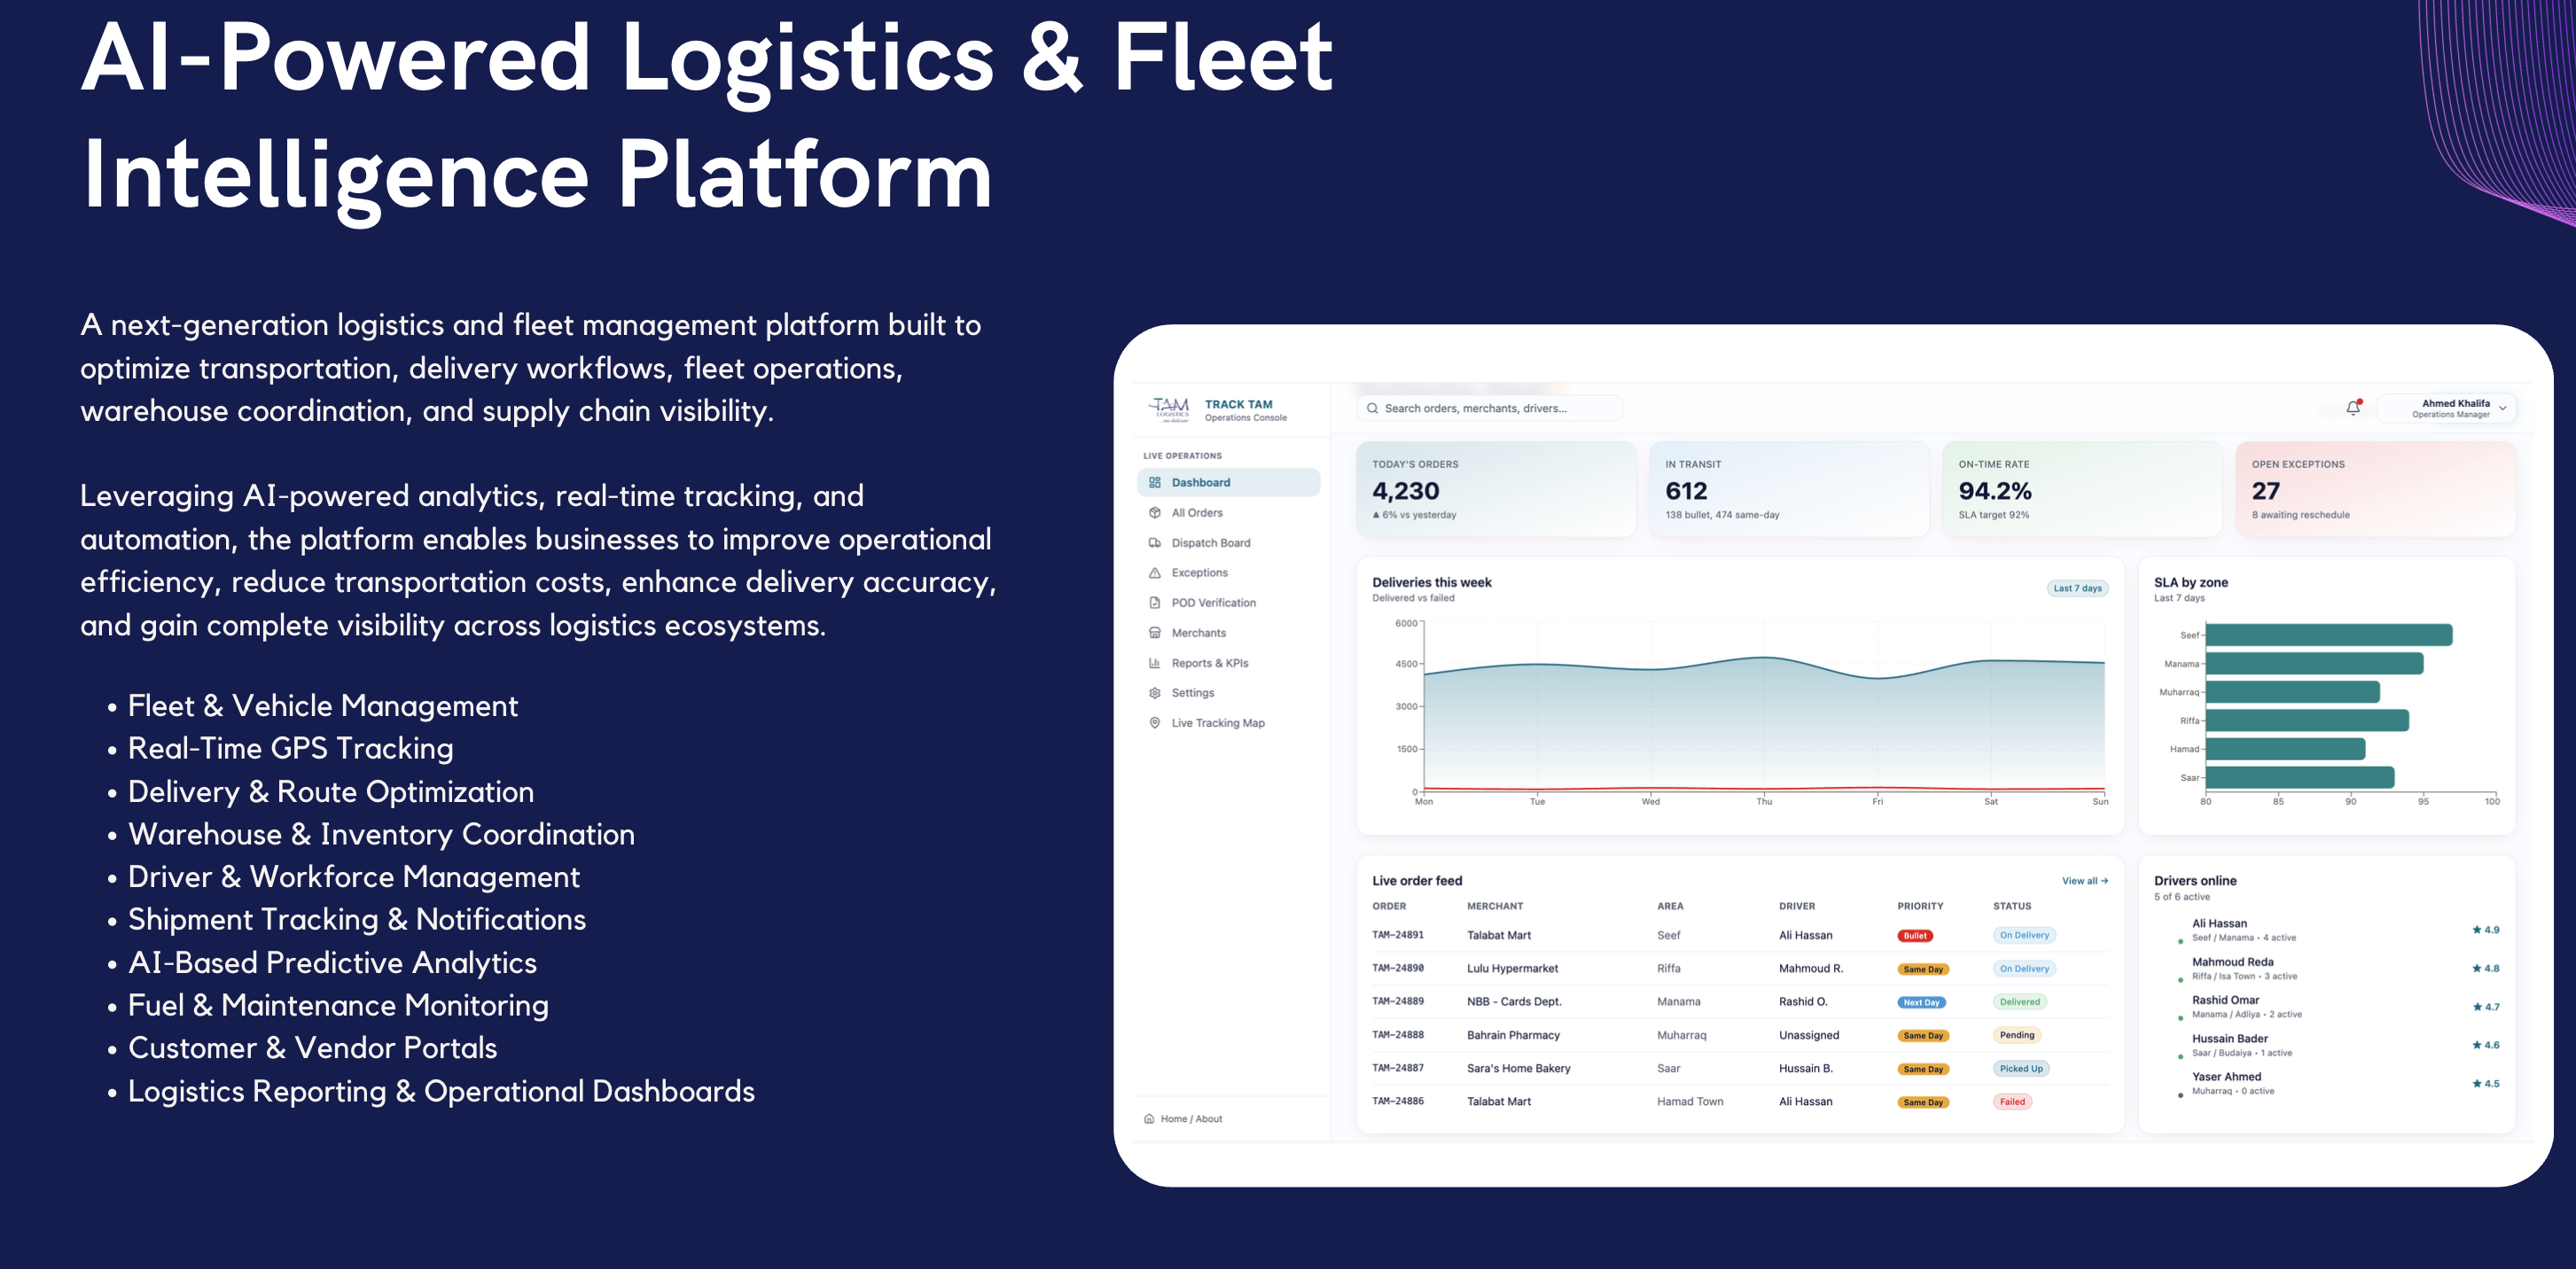 AI-Powered Logistics & Fleet
Intelligence Platform
A next-generation logistics and fleet management platform built to
optimize transportation, delivery workflows, fleet operations,
warehouse coordination, and supply chain visibility.
Leveraging AI-powered analytics, real-time tracking, and
automation, the platform enables businesses to improve operational
efficiency, reduce transportation costs, enhance delivery accuracy,
and gain complete visibility across logistics ecosystems.
• Fleet & Vehicle Management
• Real-Time GPS Tracking
• Delivery & Route Optimization
• Warehouse & Inventory Coordination
• Driver & Workforce Management
• Shipment Tracking & Notifications
• AI-Based Predictive Analytics
• Fuel & Maintenance Monitoring
• Customer & Vendor Portals
• Logistics Reporting & Operational Dashboards
TAM
LOGISTICS
TRACK TAM
Operations Console
LIVE OPERATIONS
Dashboard
All Orders
Dispatch Board
Exceptions
POD Verification
Merchants
Reports & KPIs
Settings
Live Tracking Map
Home / About
Search orders, merchants, drivers...
Ahmed Khalifa
Operations Manager
TODAY'S ORDERS
4,230
▲ 6% vs yesterday
IN TRANSIT
612
138 bullet, 474 same-day
ON-TIME RATE
94.2%
SLA target 92%
OPEN EXCEPTIONS
27
8 awaiting reschedule
Deliveries this week
Delivered vs failed
Last 7 days
6000
4500
3000
1500
0
Mon Tue Wed Thu Fri Sat Sun
SLA by zone
Last 7 days
Seef
Manama
Muharraq
Riffa
Hamad
Saar
80 85 90 95 100
Live order feed
View all →
ORDER MERCHANT AREA DRIVER PRIORITY STATUS
TAM-24891 Talabat Mart Seef Ali Hassan Bullet On Delivery
TAM-24890 Lulu Hypermarket Riffa Mahmoud R. Same Day On Delivery
TAM-24889 NBB - Cards Dept. Manama Rashid O. Next Day Delivered
TAM-24888 Bahrain Pharmacy Muharraq Unassigned Same Day Pending
TAM-24887 Sara's Home Bakery Saar Hussain B. Same Day Picked Up
TAM-24886 Talabat Mart Hamad Town Ali Hassan Same Day Failed
Drivers online
5 of 6 active
Ali Hassan
Seef / Manama • 4 active
★ 4.9
Mahmoud Reda
Riffa / Isa Town • 3 active
★ 4.8
Rashid Omar
Manama / Adliya • 2 active
★ 4.7
Hussain Bader
Saar / Budaiya • 1 active
★ 4.6
Yaser Ahmed
Muharraq • 0 active
★ 4.5